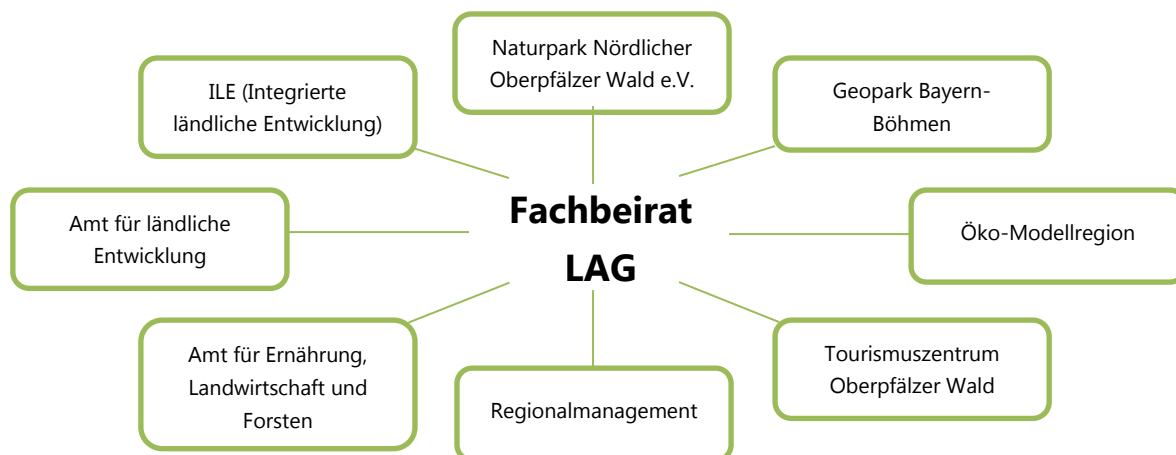 Naturpark Nördlicher
Oberpfälzer Wald e.V.
ILE (Integrierte
ländliche Entwicklung)
Geopark Bayern-
Böhmen
Amt für ländliche
Entwicklung
Fachbeirat
LAG
Öko-Modellregion
Amt für Ernährung,
Landwirtschaft und
Forsten
Regionalmanagement
Tourismuszentrum
Oberpfälzer Wald